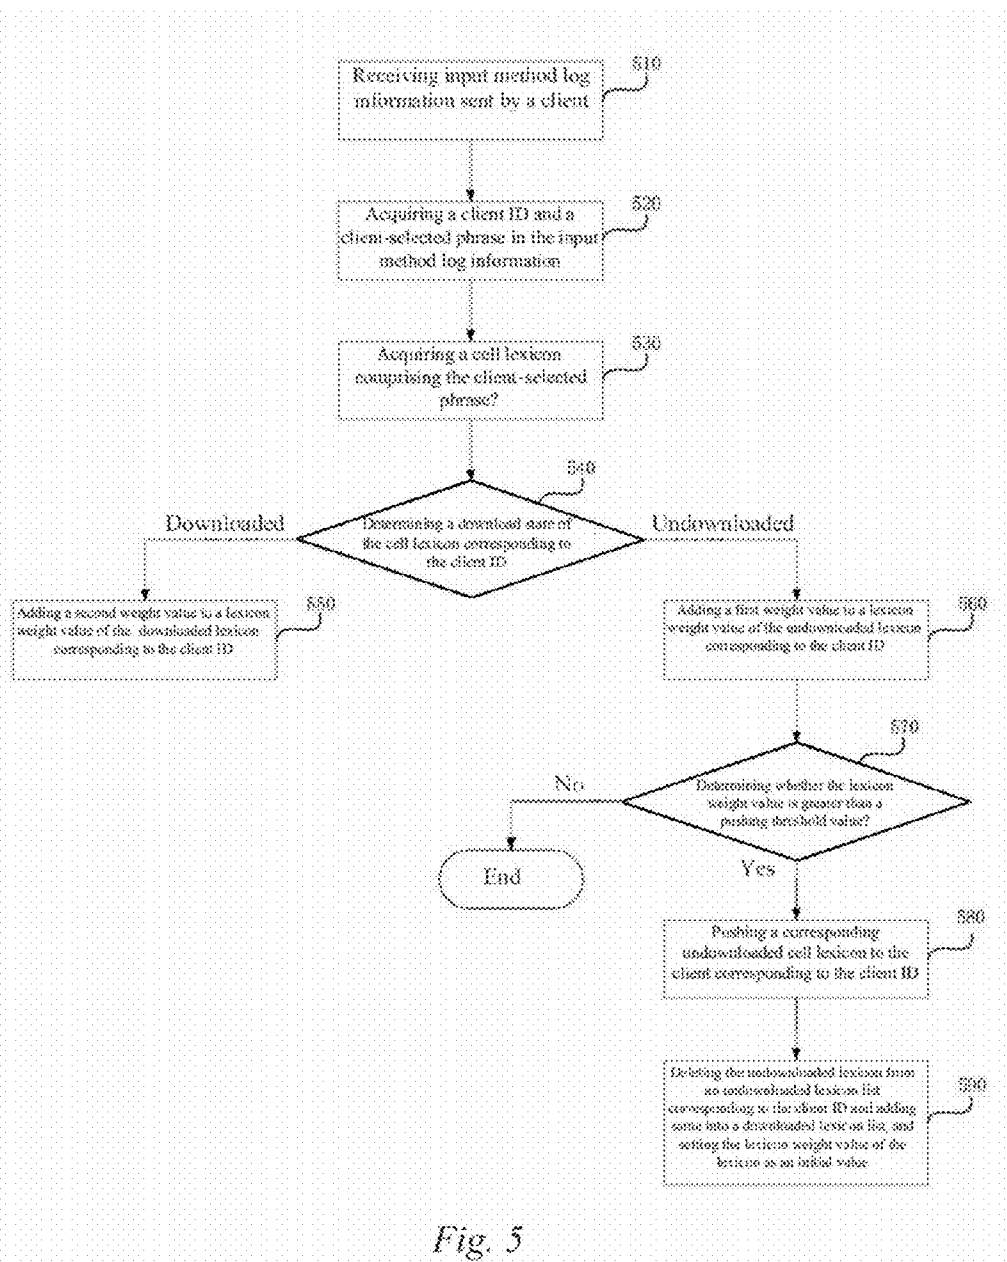 Receiving input method log
information sent by a client
510
Acquiring a client ID and a
client-selected phrase in the input
method log information
520
Acquiring a cell lexicon
comprising the client-selected
phrase?
530
540
Determining a download state of
the cell lexicon corresponding to
the client ID
Downloaded
Undownloaded
Adding a second weight value to a lexicon
weight value of the downloaded lexicon
corresponding to the client ID
550
Adding a first weight value to a lexicon
weight value of the undownloaded lexicon
corresponding to the client ID
560
570
Determining whether the lexicon
weight value is greater than a
pushing threshold value?
No
End
Yes
Pushing a corresponding
undownloaded cell lexicon to the
client corresponding to the client ID
580
Deleting the undownloaded lexicon from
an undownloaded lexicon list
corresponding to the client ID and adding
same into a downloaded lexicon list, and
setting the lexicon weight value of the
lexicon as an initial value
590
Fig. 5